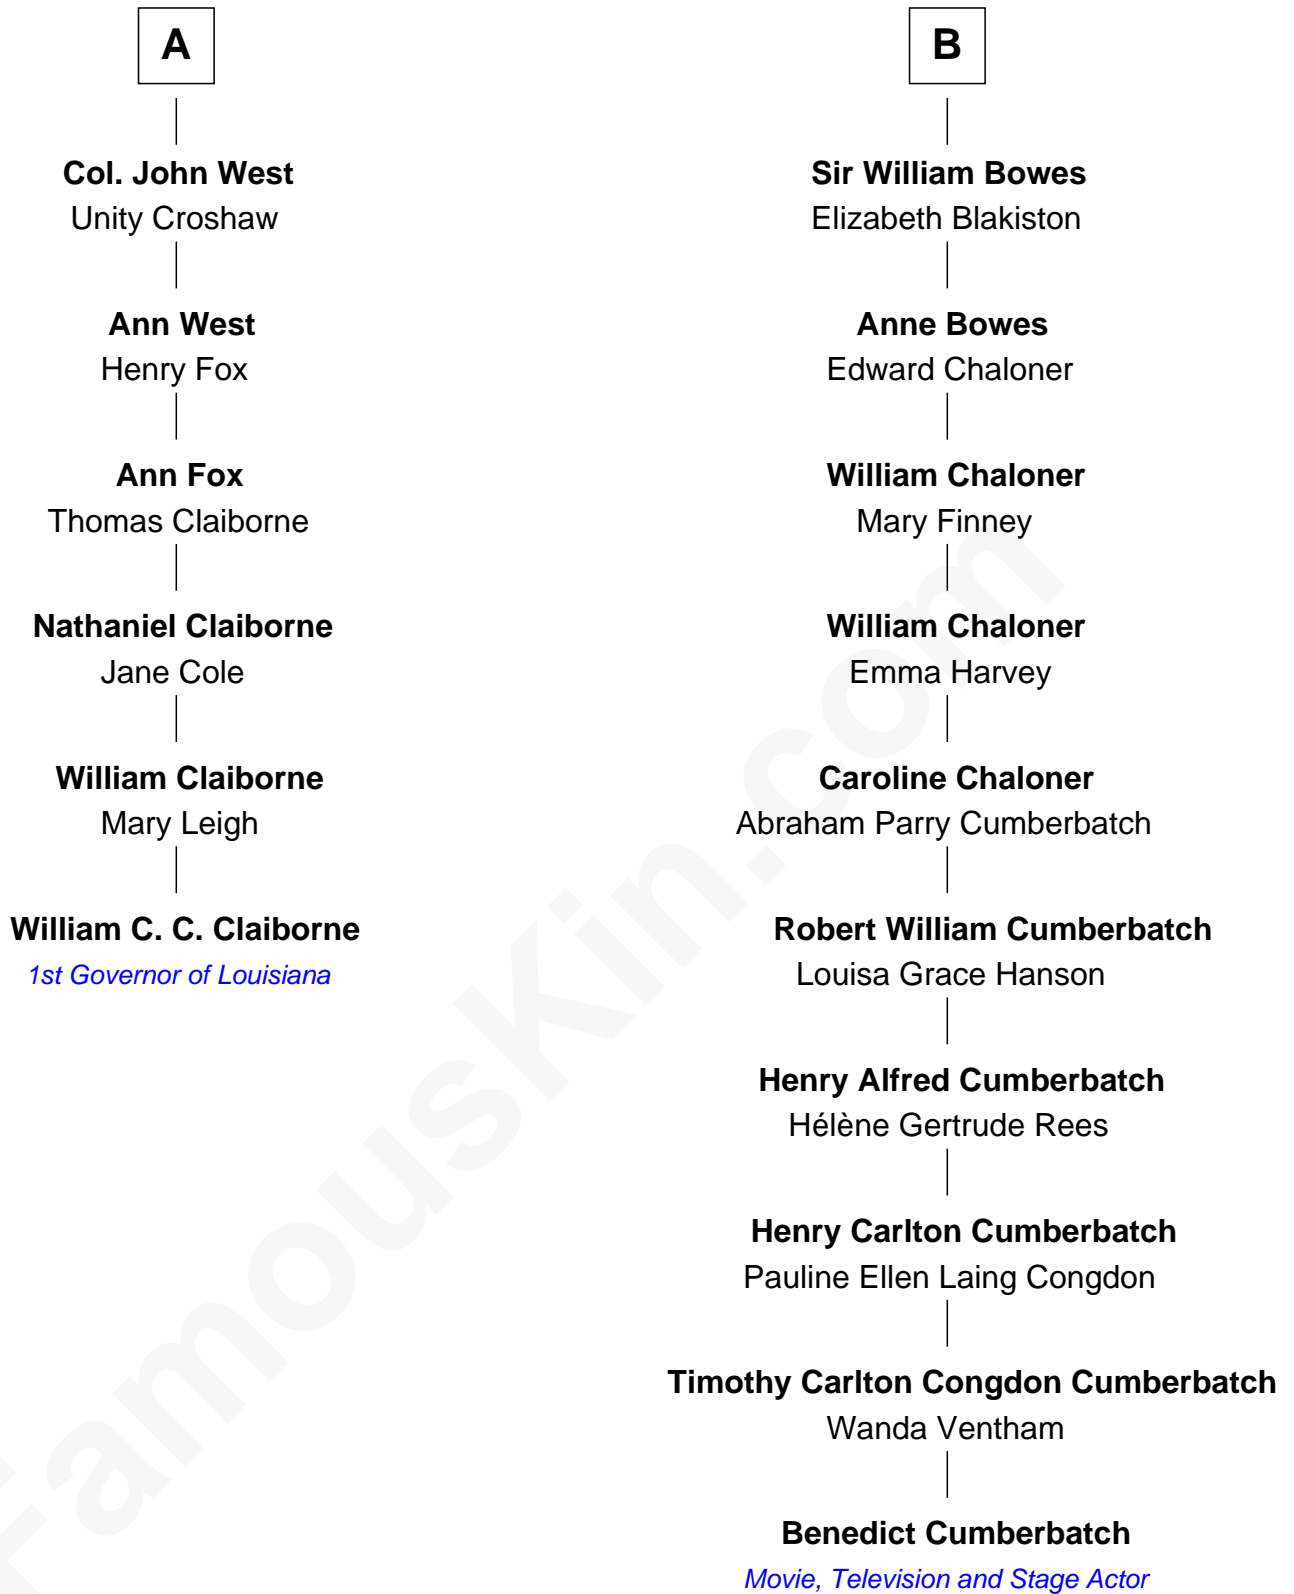 A
Col. John West
Unity Croshaw
Ann West
Henry Fox
Ann Fox
Thomas Claiborne
Nathaniel Claiborne
Jane Cole
William Claiborne
Mary Leigh
William C. C. Claiborne
1st Governor of Louisiana
B
Sir William Bowes
Elizabeth Blakiston
Anne Bowes
Edward Chaloner
William Chaloner
Mary Finney
William Chaloner
Emma Harvey
Caroline Chaloner
Abraham Parry Cumberbatch
Robert William Cumberbatch
Louisa Grace Hanson
Henry Alfred Cumberbatch
Hélène Gertrude Rees
Henry Carlton Cumberbatch
Pauline Ellen Laing Congdon
Timothy Carlton Congdon Cumberbatch
Wanda Ventham
Benedict Cumberbatch
Movie, Television and Stage Actor
FamousKin.com